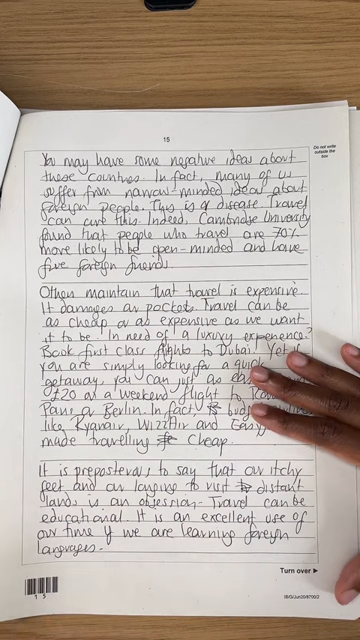 15
Do not write
outside the
box
You may have some negative ideas about
these countries. In fact, many of us
suffer from narrow-minded ideas about
foreign people. This is a disease travel
can cure this. Indeed, Cambridge University
found that people who travel are 70%
more likely to be open-minded and have
five foreign friends.
Others maintain that travel is expensive.
It damages our pockets. Travel can be
as cheap or as expensive as we want
it to be. In need of a luxury experience?
Book first class flights to Dubai. Yet if
you are simply looking for a quick
getaway, you can just as
£20 at a weekend flight to
Paris or Berlin. In fact,
like Ryanair, WizzAir and
made travelling cheap.
It is preposterous to say that our itchy
feet and our longing to visit distant
lands is an obsession. Travel can be
educational. It is an excellent use of
our time if we are learning foreign
languages.
Turn over ►
15
IB/G/Jun20/8700/2